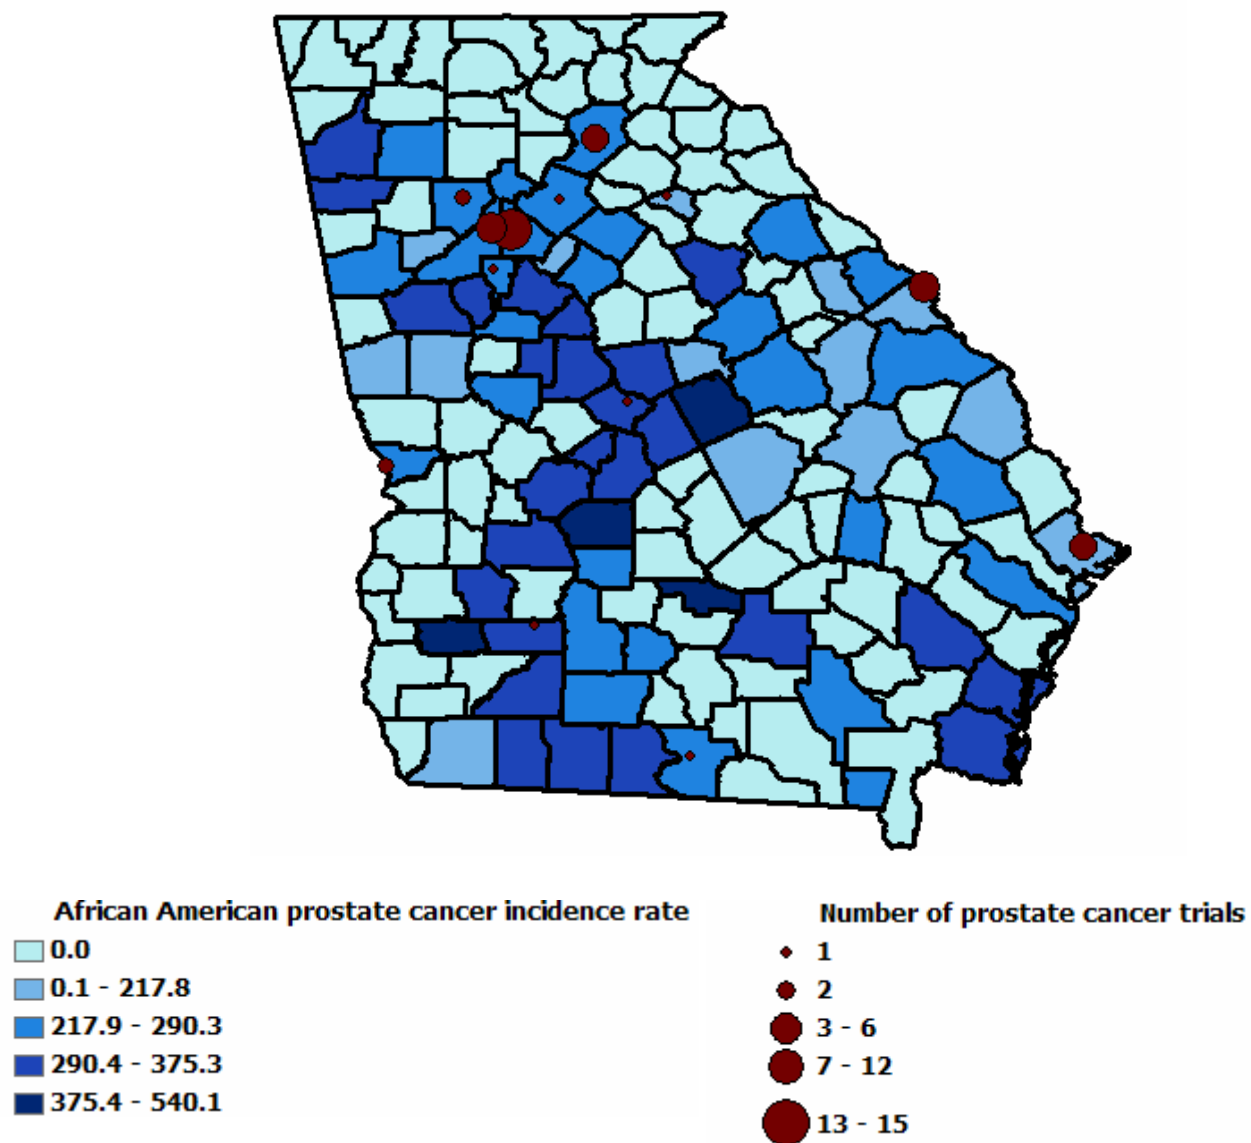 African American prostate cancer incidence rate
0.0
0.1 - 217.8
217.9 - 290.3
290.4 - 375.3
375.4 - 540.1
Number of prostate cancer trials
1
2
3 - 6
7 - 12
13 - 15